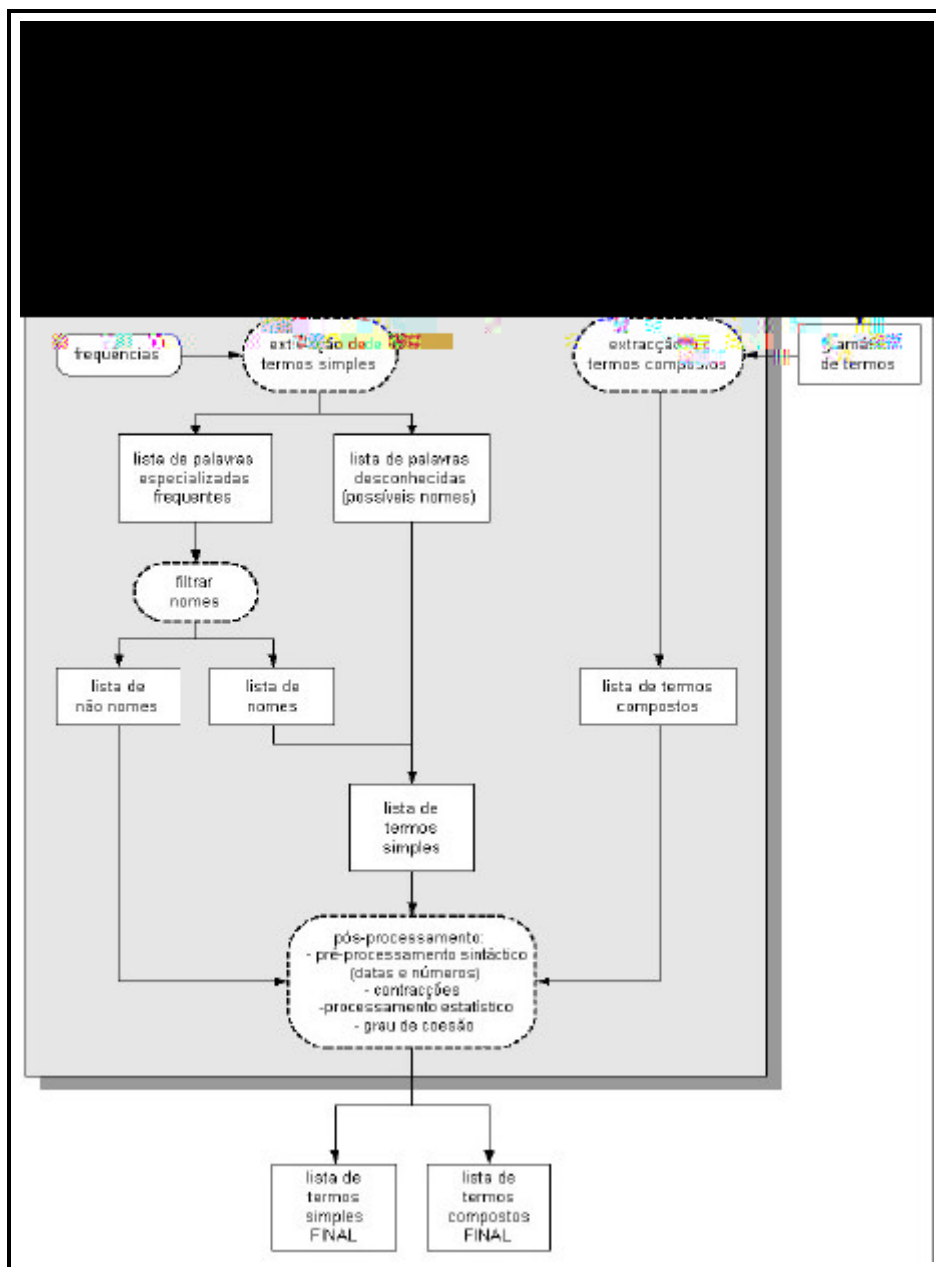 frequências
termos simples
extracção
termos compostos
de termos
lista de palavras
especializadas
frequentes
lista de palavras
desconhecidas
(possíveis nomes)
filtrar
nomes
lista de
não nomes
lista de
nomes
lista de termos
compostos
lista de
termos
simples
pós-processamento:
- pré-processamento sintáctico
(datas e números)
- contracções
-processamento estatístico
- grau de coesão
lista de
termos
simples
FINAL
lista de
termos
compostos
FINAL